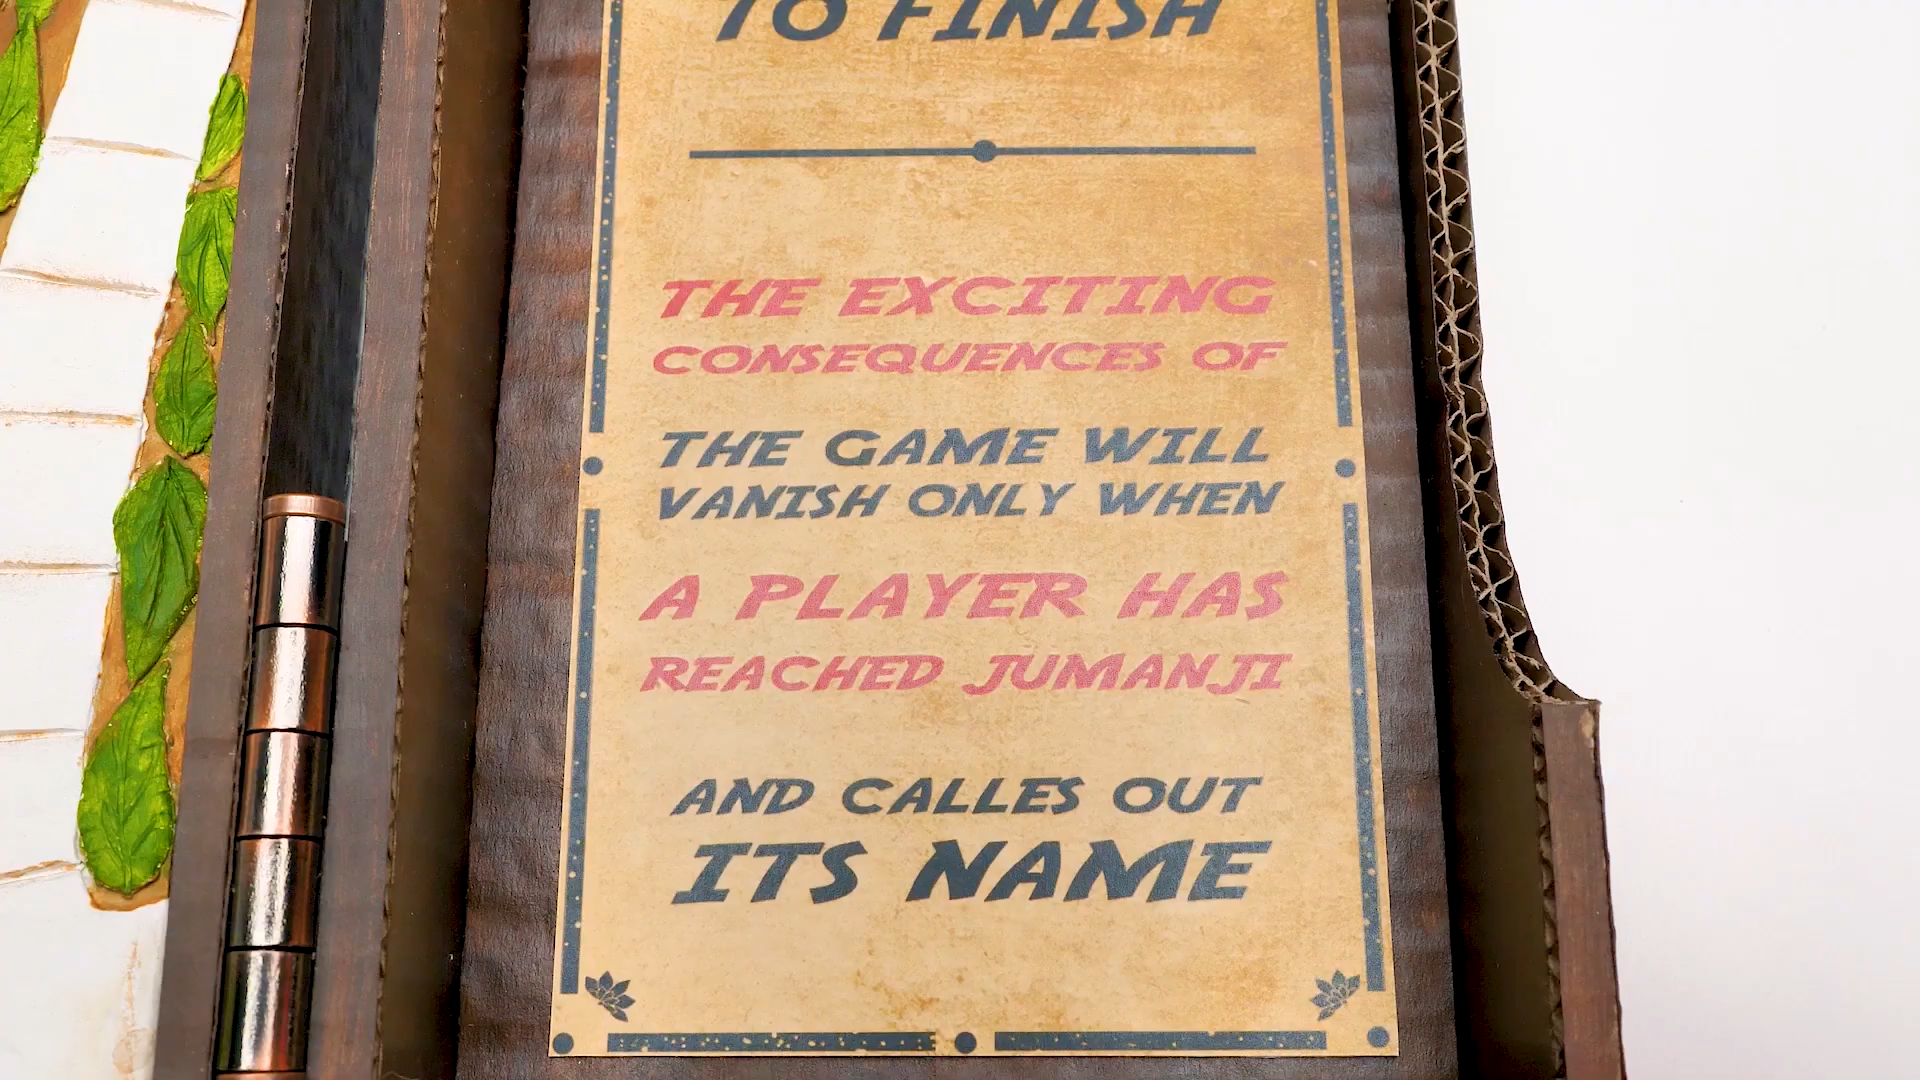 TO FINISH
THE EXCITING
CONSEQUENCES OF
THE GAME WILL
VANISH ONLY WHEN
A PLAYER HAS
REACHED JUMANJI
AND CALLES OUT
ITS NAME